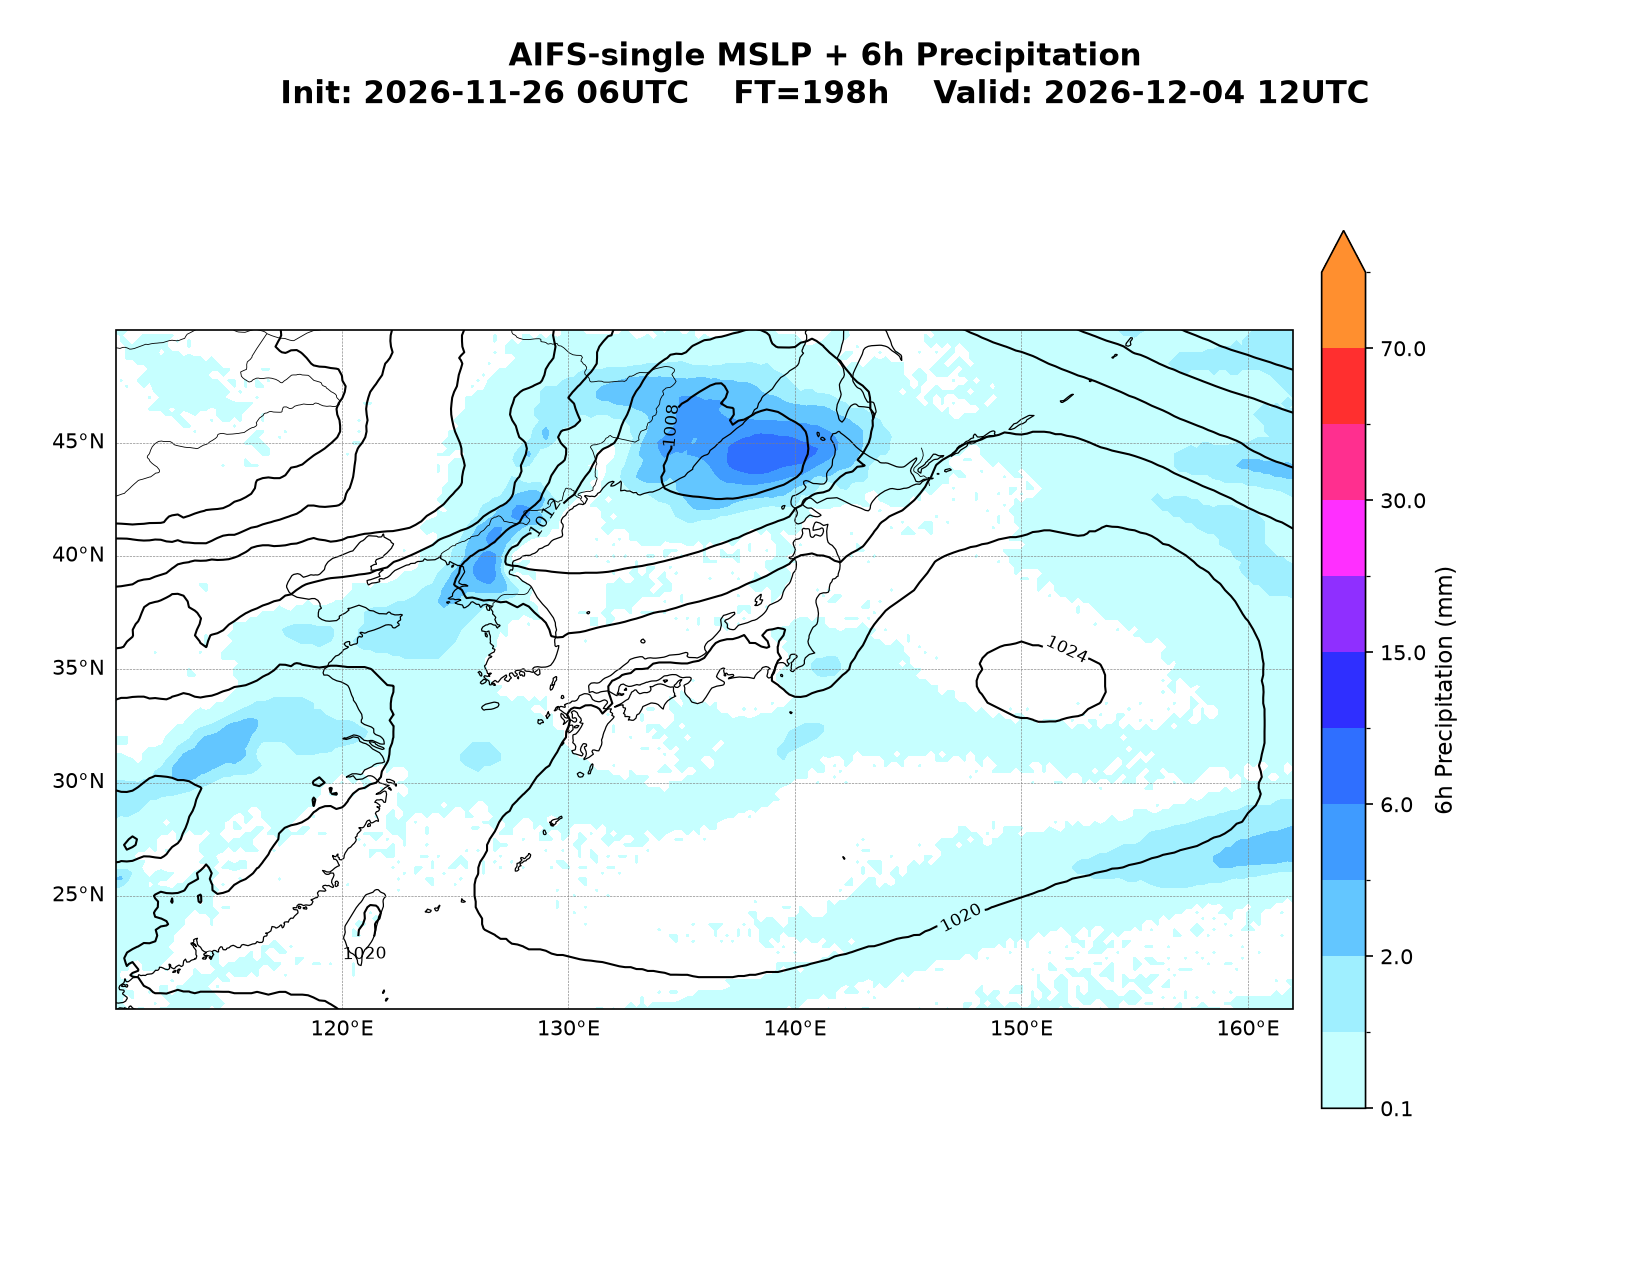 AIFS-single MSLP + 6h Precipitation
Init: 2026-11-26 06UTC    FT=198h    Valid: 2026-12-04 12UTC
70.0
30.0
15.0
6.0
2.0
0.1
6h Precipitation (mm)
45°N
40°N
35°N
30°N
25°N
120°E
130°E
140°E
150°E
160°E
1008
1012
1024
1020
1020